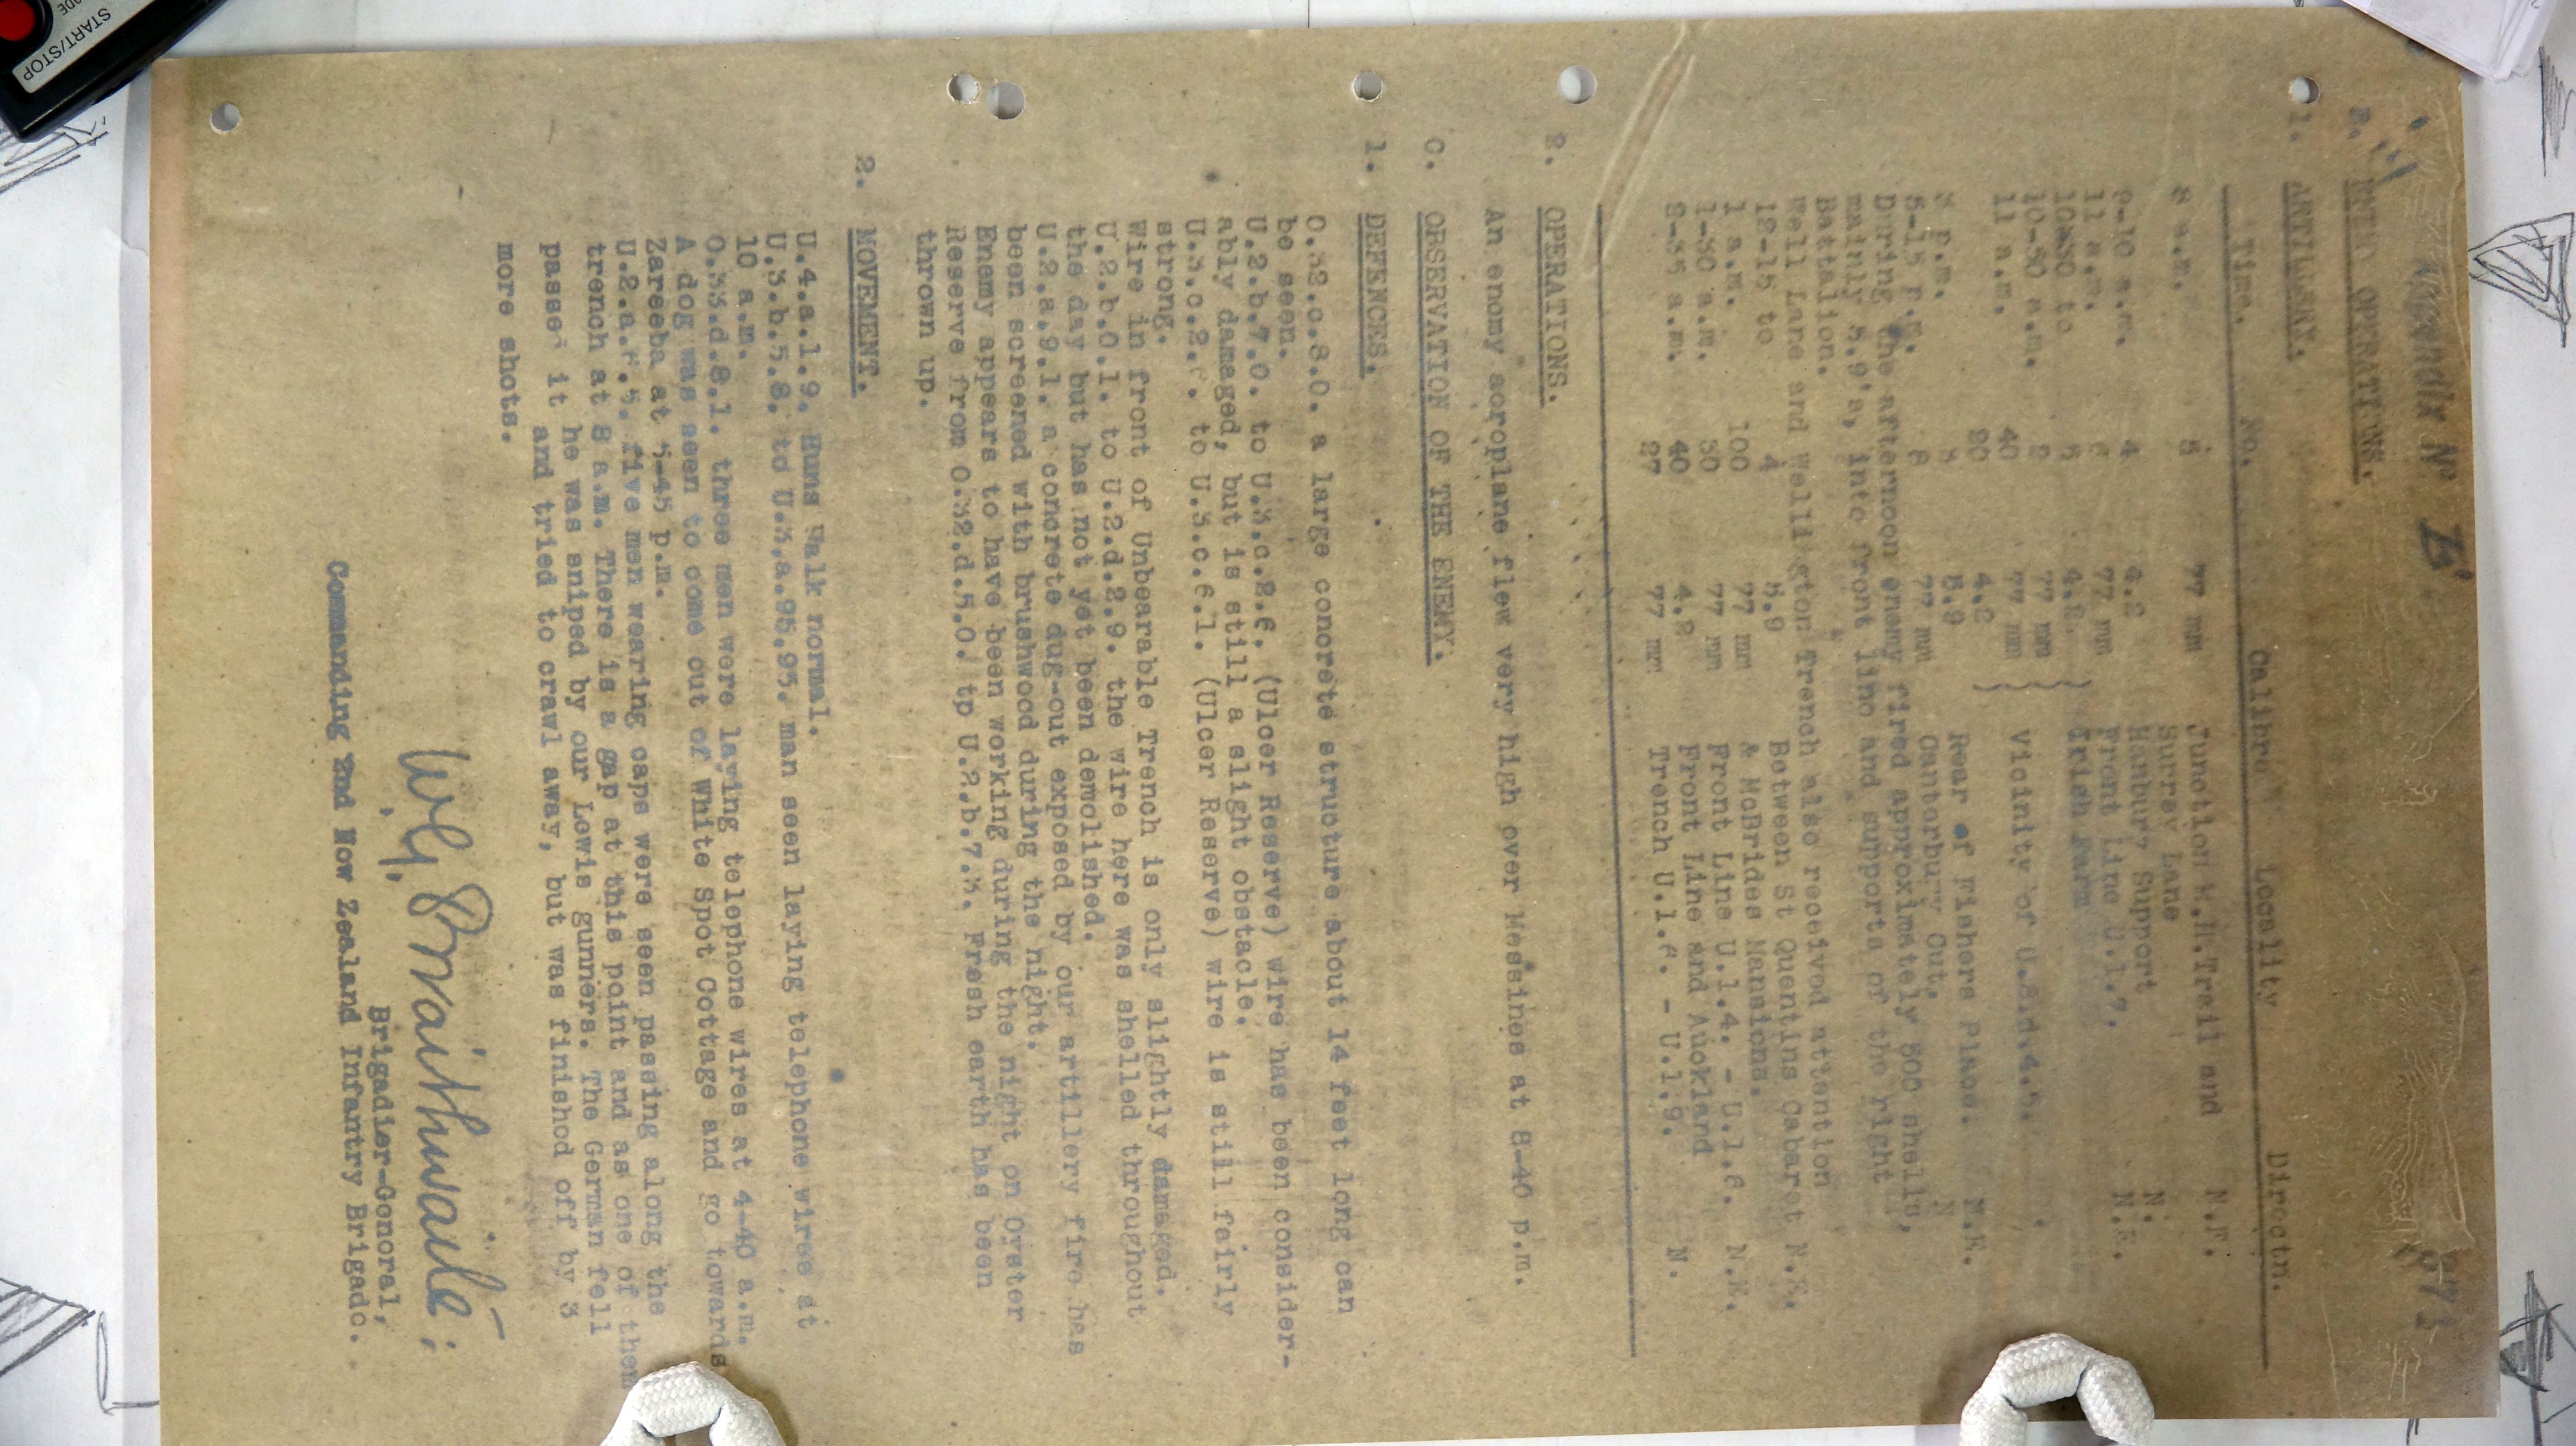 Appendix No E.
871
B. ENEMY OPERATIONS.
1. ARTILLERY.
Time. No. Calibre Locality Directn.
8 a.m. 5 77 mm Junction M.M.Trail and N.E.
Surrey Lane
9-10 a.m. 4 4.2 Hanbury Support N.
11 a.m. 6 77 mm Front Line U.1.7. N.E.
10-30 to 5 4.2. } Irish Farm
10-50 a.m. 2 77 mm }
11 a.m. 40 77 mm } Vicinity of U.2.d.4.5.
20 4.2 }
3 5.9 Rear of Fishers Place. N.E.
5-15 p.m. 8 77 mm Canterbury Cut. N
During the afternoon enemy fired approximately 500 shells,
mainly 5.9's, into front line and supports of the right
Battalion.
Well Lane and Wellington Trench also received attention
12-15 to 4 5.9 Between St Quentins Cabaret N.E.
1 a.m. 100 77 mm & McBrides Mansions.
1-30 a.m. 30 77 mm Front Line U.1.4. - U.1.6. N.E.
2-35 a.m. 40 4.2 Front Line and Auckland N.
27 77 mm Trench U.1.6. - U.1.9.
2. OPERATIONS.
An enemy aeroplane flew very high over Messines at 8-40 p.m.
C. OBSERVATION OF THE ENEMY.
1. DEFENCES.
O.32.c.8.0. a large concrete structure about 14 feet long can
be seen.
U.2.b.7.0. to U.3.c.2.6. (Ulcer Reserve) wire has been consider-
ably damaged, but is still a slight obstacle.
U.3.c.2.6. to U.3.c.6.1. (Ulcer Reserve) wire is still fairly
strong.
Wire in front of Unbearable Trench is only slightly damaged.
U.2.b.0.1. to U.2.d.2.9. the wire here was shelled throughout
the day but has not yet been demolished.
U.2.a.9.1. a concrete dug-out exposed by our artillery fire has
been screened with brushwood during the night.
Enemy appears to have been working during the night on Oyster
Reserve from O.32.d.5.0. tp U.2.b.7.3. Fresh earth has been
thrown up.
2. MOVEMENT.
U.4.a.1.9. Huns Walk normal.
U.3.b.5.8. to U.3.a.95.95. man seen laying telephone wires at
10 a.m.
O.33.d.8.1. three men were laying telephone wires at 4-40 a.m.
A dog was seen to come out of White Spot Cottage and go towards
Zareeba at 5-45 p.m.
U.2.a.6.5. five men wearing caps were seen passing along the
trench at 8 a.m. There is a gap at this point and as one of them
passed it he was sniped by our Lewis gunners. The German fell
and tried to crawl away, but was finished off by 3
more shots.
W.G. Braithwaite
Brigadier-General,
Commanding 2nd New Zealand Infantry Brigade.
START/STOP